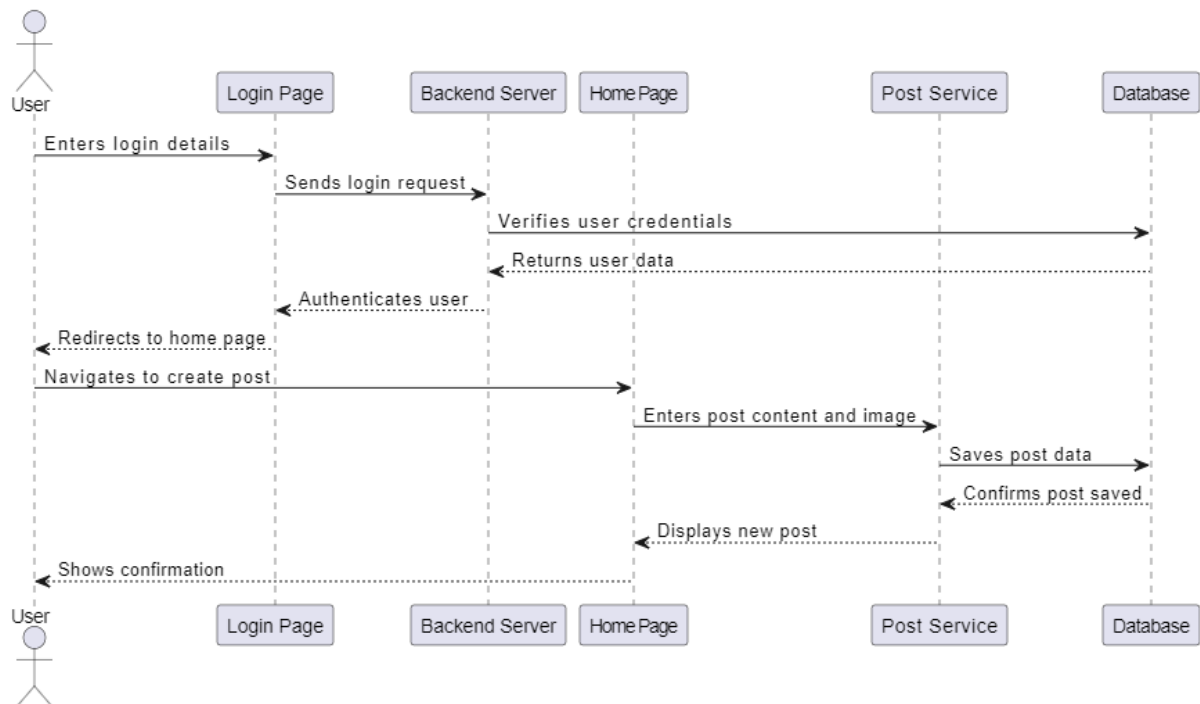 User
Login Page
Backend Server
Home Page
Post Service
Database
Enters login details
Sends login request
Verifies user credentials
Returns user data
Authenticates user
Redirects to home page
Navigates to create post
Enters post content and image
Saves post data
Confirms post saved
Displays new post
Shows confirmation
User
Login Page
Backend Server
Home Page
Post Service
Database